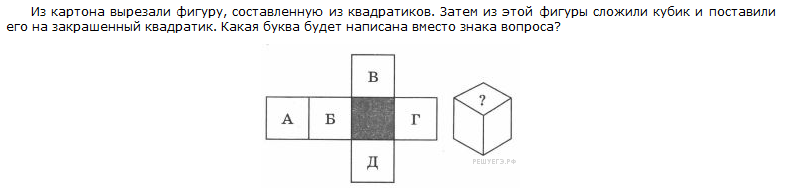 Из картона вырезали фигуру, составленную из квадратиков. Затем из этой фигуры сложили кубик и поставили
его на закрашенный квадратик. Какая буква будет написана вместо знака вопроса?
В
?
А Б Г
Д
РЕШУЕГЭ.РФ